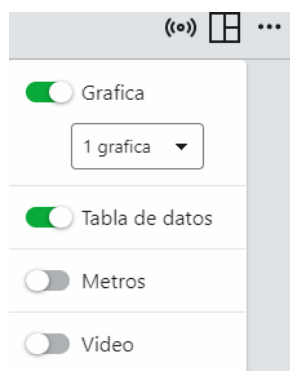 Grafica
1 grafica
Tabla de datos
Metros
Video